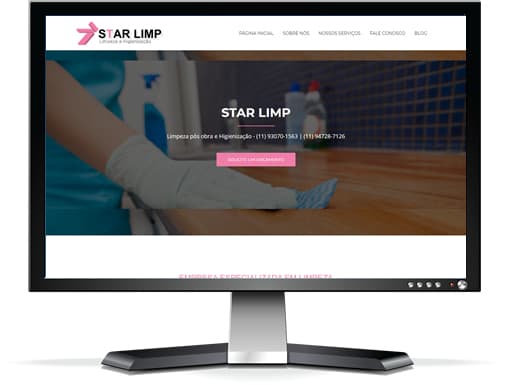 STAR LIMP
Limpeza e Higienização
PÁGINA INICIAL SOBRE NÓS NOSSOS SERVIÇOS FALE CONOSCO BLOG
STAR LIMP
Limpeza pós obra e Higienização - (11) 93070-1563 | (11) 94728-7126
SOLICITE UM ORÇAMENTO
EMPRESA ESPECIALIZADA EM LIMPEZA